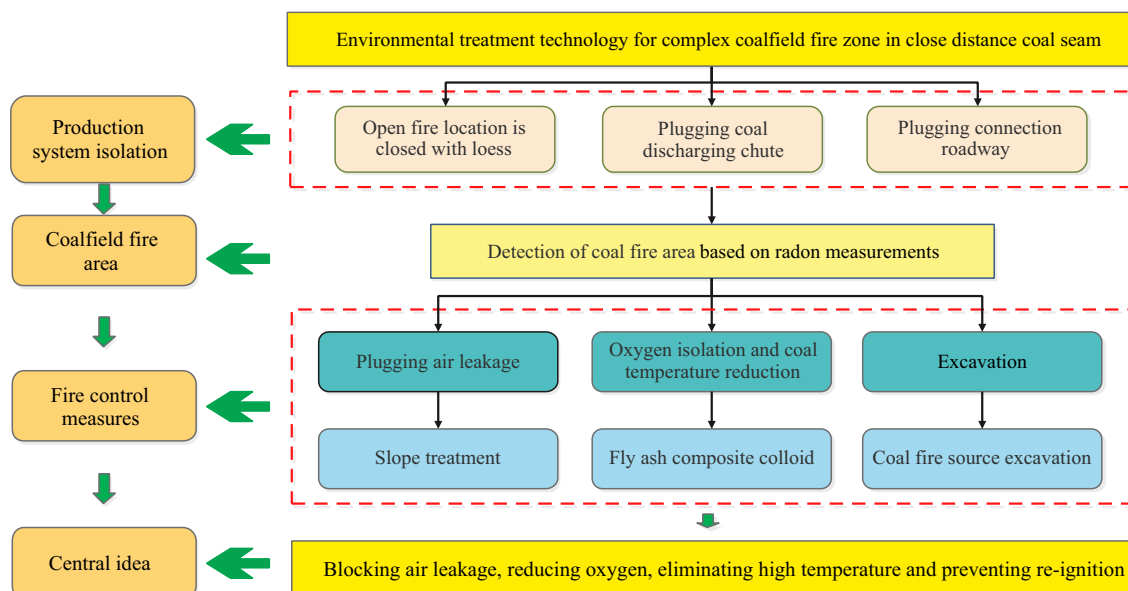 Environmental treatment technology for complex coalfield fire zone in close distance coal seam
Production
system isolation
Open fire location is
closed with loess
Plugging coal
discharging chute
Plugging connection
roadway
Coalfield fire
area
Detection of coal fire area based on radon measurements
Fire control
measures
Plugging air leakage
Oxygen isolation and coal
temperature reduction
Excavation
Slope treatment
Fly ash composite colloid
Coal fire source excavation
Central idea
Blocking air leakage, reducing oxygen, eliminating high temperature and preventing re-ignition